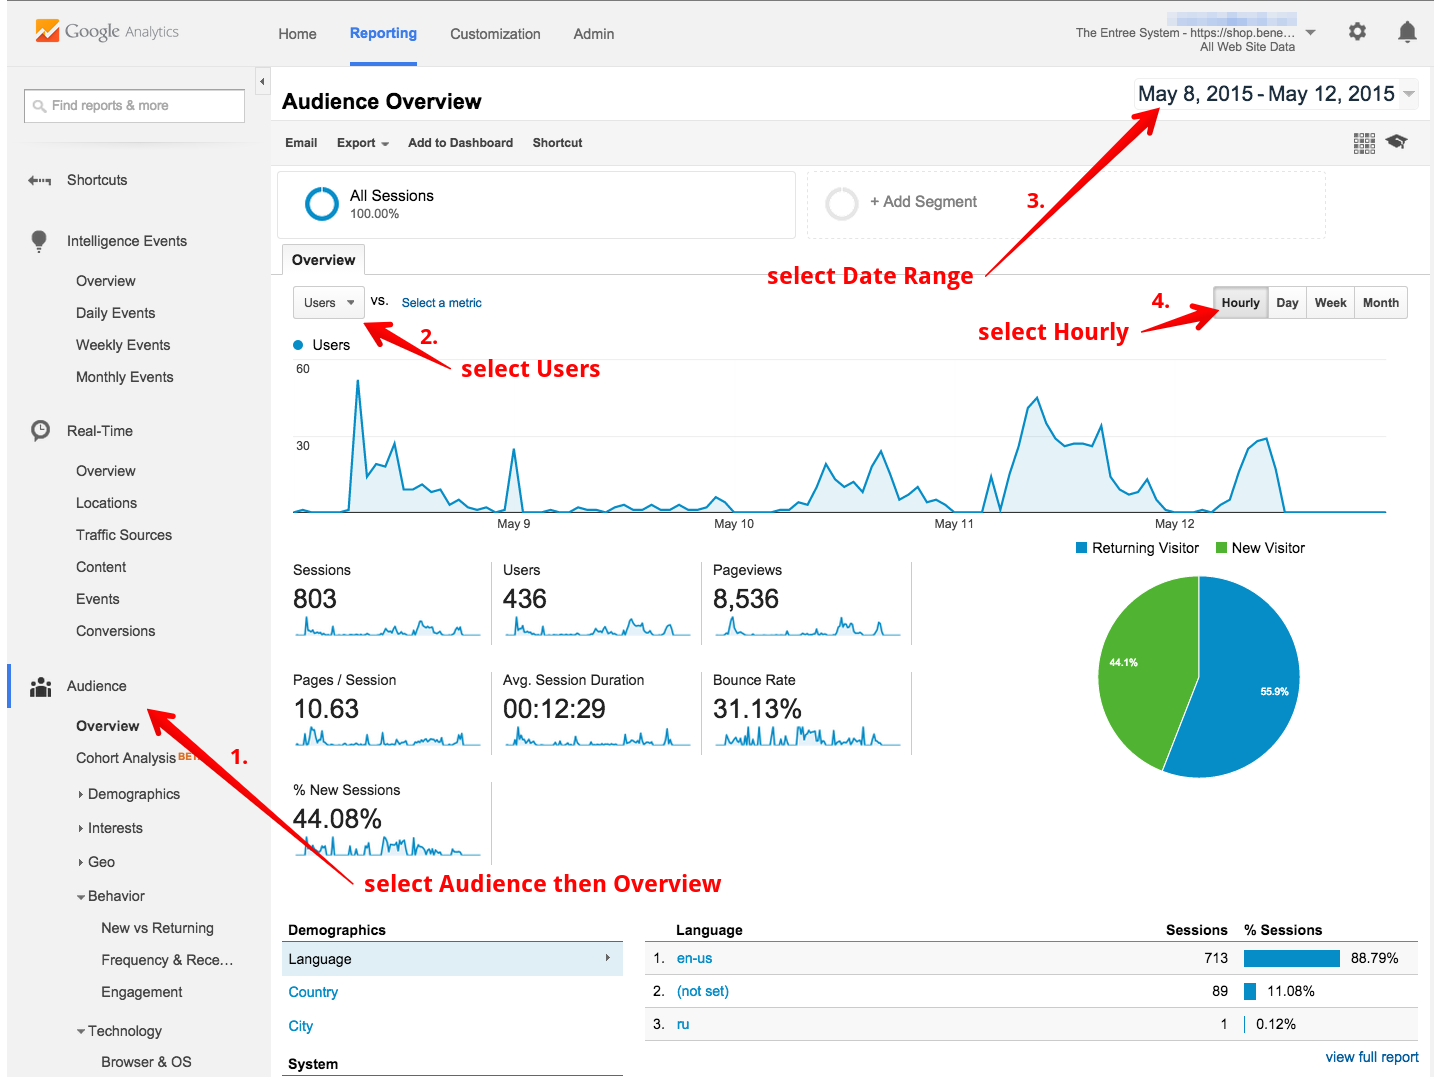 Google Analytics
Home
Reporting
Customization
Admin
The Entree System - https://shop.bene...
All Web Site Data
Find reports & more
Shortcuts
Intelligence Events
Overview
Daily Events
Weekly Events
Monthly Events
Real-Time
Overview
Locations
Traffic Sources
Content
Events
Conversions
Audience
Overview
Cohort Analysis
Demographics
Interests
Geo
Behavior
New vs Returning
Frequency & Rece...
Engagement
Technology
Browser & OS
Audience Overview
May 8, 2015 - May 12, 2015
Email
Export
Add to Dashboard
Shortcut
All Sessions
100.00%
+ Add Segment
3.
select Date Range
Overview
Users
vs.
Select a metric
4.
select Hourly
Hourly
Day
Week
Month
2.
select Users
Users
60
30
May 9
May 10
May 11
May 12
Returning Visitor
New Visitor
44.1%
55.9%
Sessions
803
Users
436
Pageviews
8,536
Pages / Session
10.63
Avg. Session Duration
00:12:29
Bounce Rate
31.13%
% New Sessions
44.08%
1.
select Audience then Overview
Demographics
Language
Country
City
System
Language Sessions % Sessions
1. en-us 713 88.79%
2. (not set) 89 11.08%
3. ru 1 0.12%
view full report